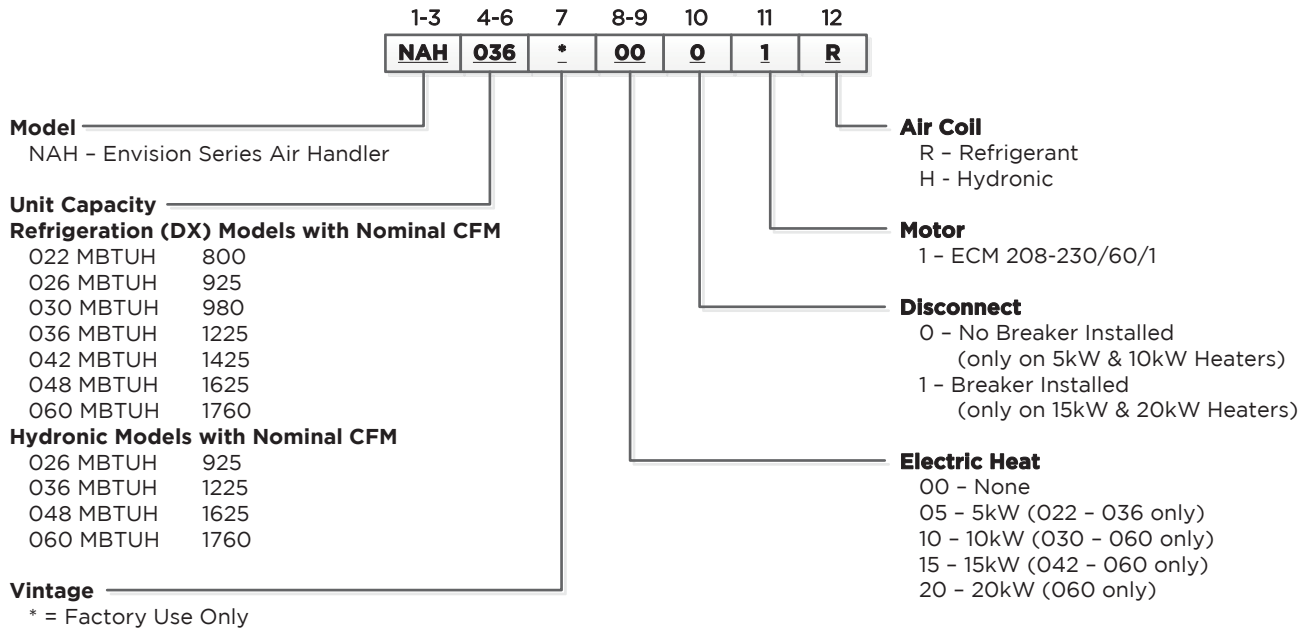 1-3 4-6 7 8-9 10 11 12
NAH 036 * 00 0 1 R
Model
NAH – Envision Series Air Handler
Unit Capacity
Refrigeration (DX) Models with Nominal CFM
022 MBTUH 800
026 MBTUH 925
030 MBTUH 980
036 MBTUH 1225
042 MBTUH 1425
048 MBTUH 1625
060 MBTUH 1760
Hydronic Models with Nominal CFM
026 MBTUH 925
036 MBTUH 1225
048 MBTUH 1625
060 MBTUH 1760
Vintage
* = Factory Use Only
Air Coil
R – Refrigerant
H - Hydronic
Motor
1 – ECM 208-230/60/1
Disconnect
0 – No Breaker Installed
(only on 5kW & 10kW Heaters)
1 – Breaker Installed
(only on 15kW & 20kW Heaters)
Electric Heat
00 – None
05 – 5kW (022 – 036 only)
10 – 10kW (030 – 060 only)
15 – 15kW (042 – 060 only)
20 – 20kW (060 only)